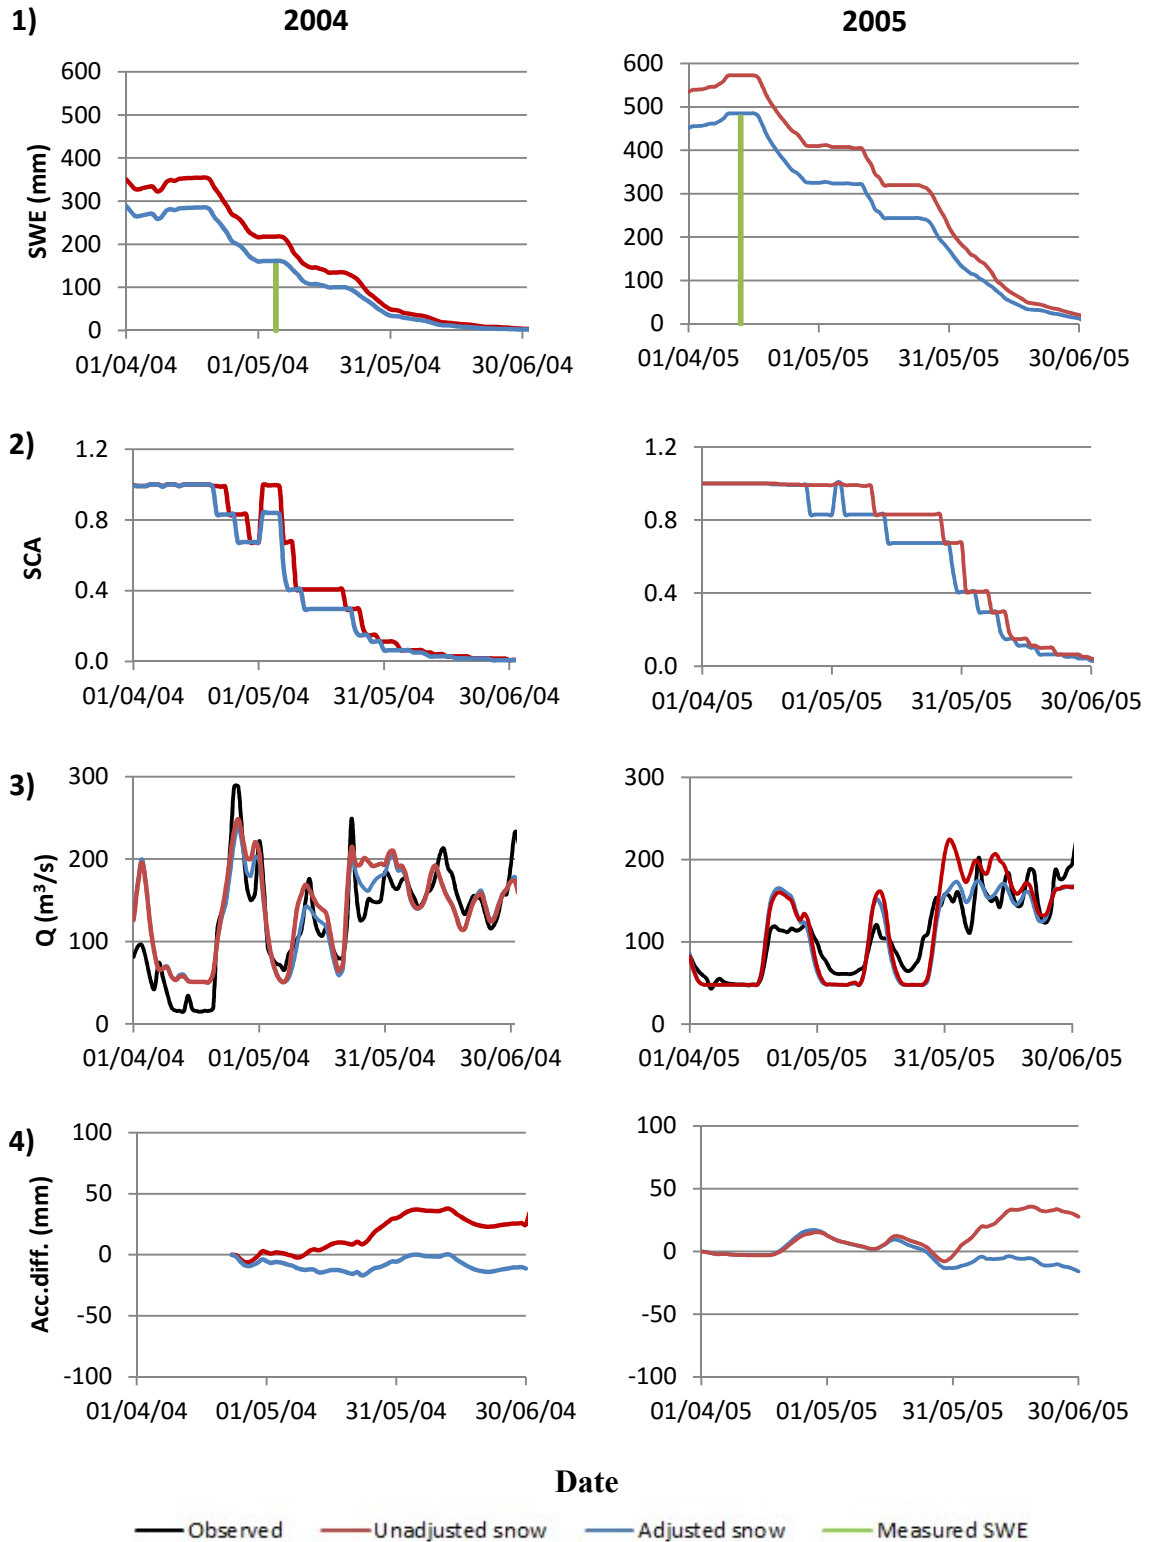 1) 2004 2005
600 600
500 500
400 400
300 300
200 200
100 100
0 0
SWE (mm)
01/04/04 01/05/04 31/05/04 30/06/04 01/04/05 01/05/05 31/05/05 30/06/05
2)
1.2 1.2
0.8 0.8
0.4 0.4
0.0 0.0
SCA
01/04/04 01/05/04 31/05/04 30/06/04 01/04/05 01/05/05 31/05/05 30/06/05
3)
300 300
200 200
100 100
0 0
Q (m³/s)
01/04/04 01/05/04 31/05/04 30/06/04 01/04/05 01/05/05 31/05/05 30/06/05
4)
100 100
50 50
0 0
-50 -50
-100 -100
Acc.diff. (mm)
01/04/04 01/05/04 31/05/04 30/06/04 01/04/05 01/05/05 31/05/05 30/06/05
Date
Observed Unadjusted snow Adjusted snow Measured SWE